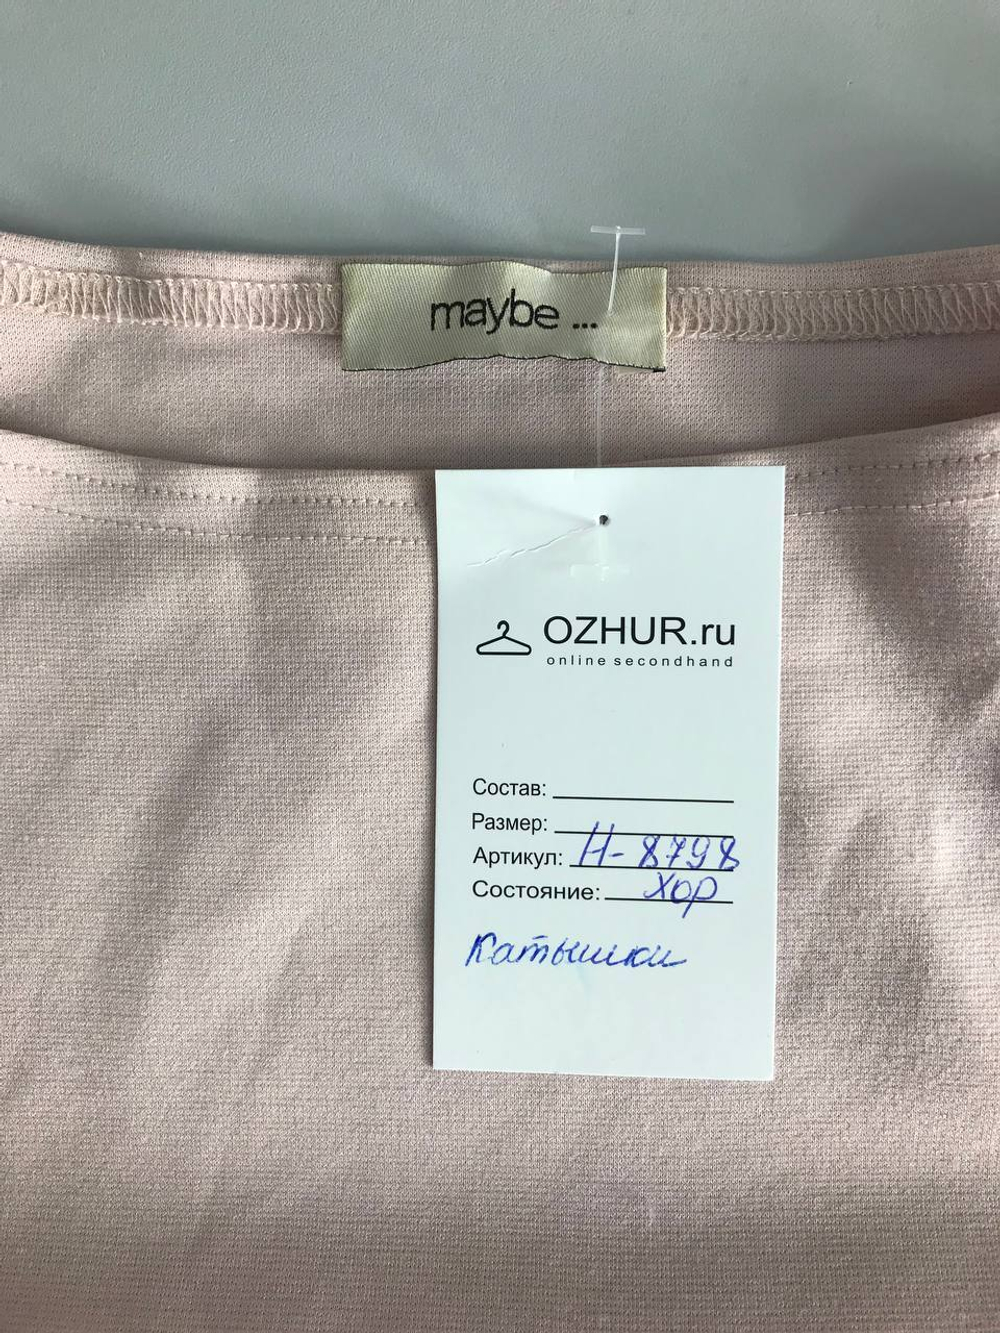 maybe ...
OZHUR.ru
online secondhand
Состав:
Размер:
Артикул: Н-8798
Состояние: хор
Катышки